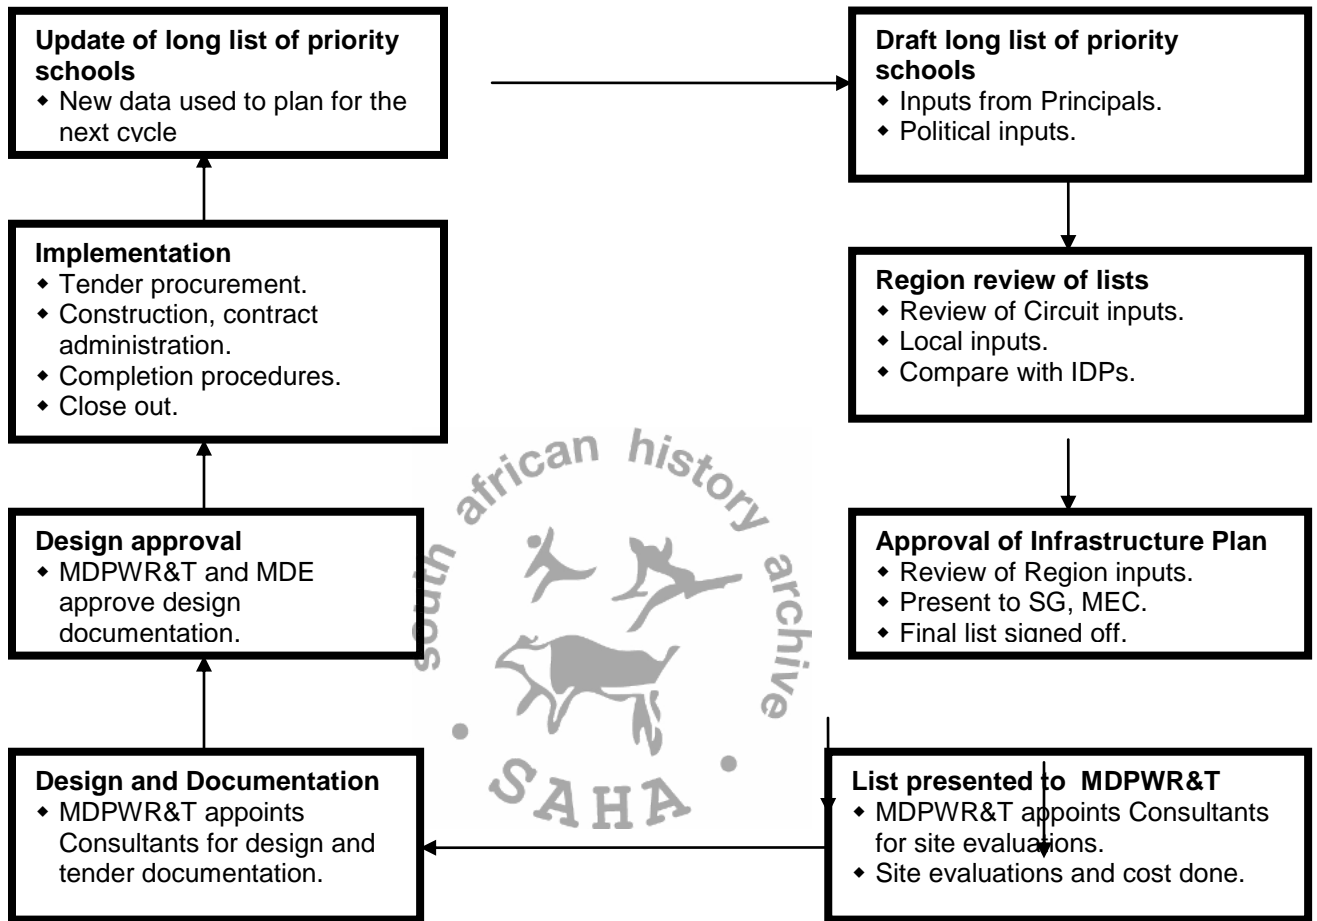 Update of long list of priority
schools
◆ New data used to plan for the
next cycle
Draft long list of priority
schools
◆ Inputs from Principals.
◆ Political inputs.
Implementation
◆ Tender procurement.
◆ Construction, contract
administration.
◆ Completion procedures.
◆ Close out.
Region review of lists
◆ Review of Circuit inputs.
◆ Local inputs.
◆ Compare with IDPs.
Design approval
◆ MDPWR&T and MDE
approve design
documentation.
Approval of Infrastructure Plan
◆ Review of Region inputs.
◆ Present to SG, MEC.
◆ Final list signed off.
south african history archive
• SAHA •
Design and Documentation
◆ MDPWR&T appoints
Consultants for design and
tender documentation.
List presented to MDPWR&T
◆ MDPWR&T appoints Consultants
for site evaluations.
◆ Site evaluations and cost done.